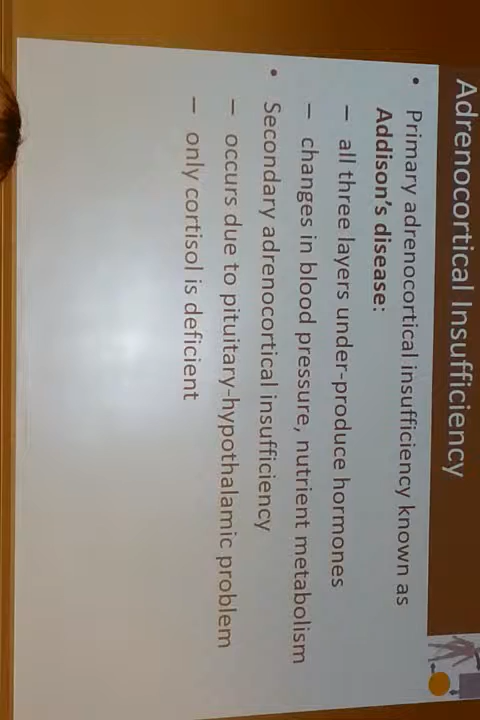 Adrenocortical Insufficiency
• Primary adrenocortical insufficiency known as
Addison's disease:
– all three layers under-produce hormones
– changes in blood pressure, nutrient metabolism
• Secondary adrenocortical insufficiency
– occurs due to pituitary-hypothalamic problem
– only cortisol is deficient